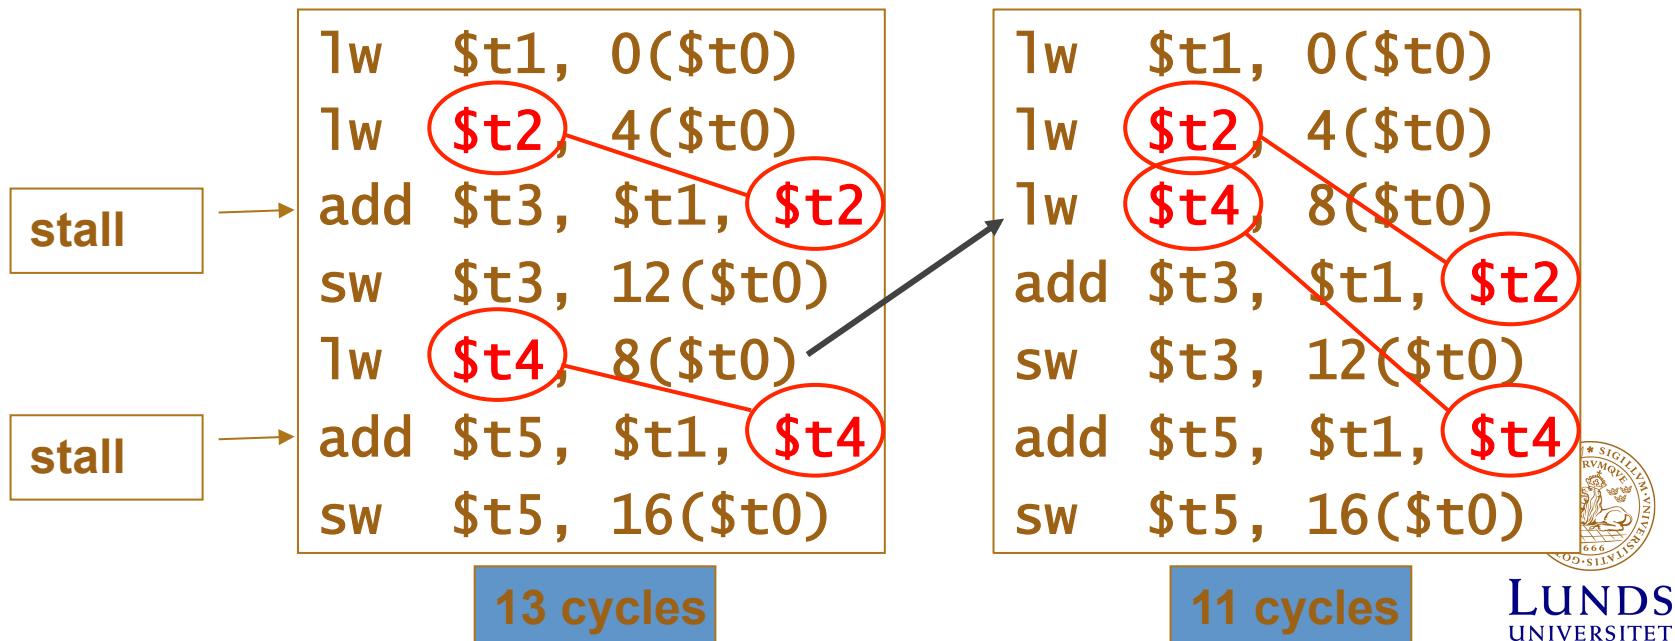 lw $t1, 0($t0)
lw $t2, 4($t0)
add $t3, $t1, $t2
sw $t3, 12($t0)
lw $t4, 8($t0)
add $t5, $t1, $t4
sw $t5, 16($t0)
stall
stall
13 cycles
lw $t1, 0($t0)
lw $t2, 4($t0)
lw $t4, 8($t0)
add $t3, $t1, $t2
sw $t3, 12($t0)
add $t5, $t1, $t4
sw $t5, 16($t0)
11 cycles
LUNDS
UNIVERSITET